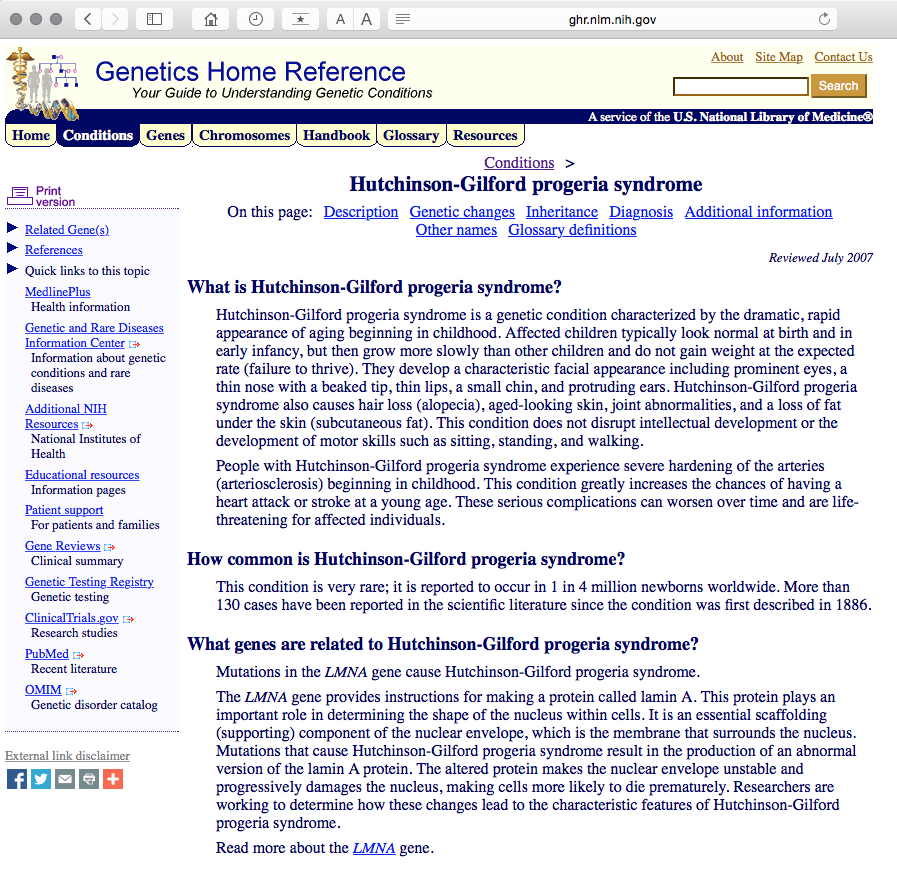 A A
ghr.nlm.nih.gov
Genetics Home Reference
Your Guide to Understanding Genetic Conditions
About Site Map Contact Us
Search
A service of the U.S. National Library of Medicine®
Home Conditions Genes Chromosomes Handbook Glossary Resources
Print
version
Related Gene(s)
References
Quick links to this topic
MedlinePlus
Health information
Genetic and Rare Diseases
Information Center
Information about genetic
conditions and rare
diseases
Additional NIH
Resources
National Institutes of
Health
Educational resources
Information pages
Patient support
For patients and families
Gene Reviews
Clinical summary
Genetic Testing Registry
Genetic testing
ClinicalTrials.gov
Research studies
PubMed
Recent literature
OMIM
Genetic disorder catalog
External link disclaimer
Conditions >
Hutchinson-Gilford progeria syndrome
On this page: Description Genetic changes Inheritance Diagnosis Additional information
Other names Glossary definitions
Reviewed July 2007
What is Hutchinson-Gilford progeria syndrome?
Hutchinson-Gilford progeria syndrome is a genetic condition characterized by the dramatic, rapid
appearance of aging beginning in childhood. Affected children typically look normal at birth and in
early infancy, but then grow more slowly than other children and do not gain weight at the expected
rate (failure to thrive). They develop a characteristic facial appearance including prominent eyes, a
thin nose with a beaked tip, thin lips, a small chin, and protruding ears. Hutchinson-Gilford progeria
syndrome also causes hair loss (alopecia), aged-looking skin, joint abnormalities, and a loss of fat
under the skin (subcutaneous fat). This condition does not disrupt intellectual development or the
development of motor skills such as sitting, standing, and walking.
People with Hutchinson-Gilford progeria syndrome experience severe hardening of the arteries
(arteriosclerosis) beginning in childhood. This condition greatly increases the chances of having a
heart attack or stroke at a young age. These serious complications can worsen over time and are life-
threatening for affected individuals.
How common is Hutchinson-Gilford progeria syndrome?
This condition is very rare; it is reported to occur in 1 in 4 million newborns worldwide. More than
130 cases have been reported in the scientific literature since the condition was first described in 1886.
What genes are related to Hutchinson-Gilford progeria syndrome?
Mutations in the LMNA gene cause Hutchinson-Gilford progeria syndrome.
The LMNA gene provides instructions for making a protein called lamin A. This protein plays an
important role in determining the shape of the nucleus within cells. It is an essential scaffolding
(supporting) component of the nuclear envelope, which is the membrane that surrounds the nucleus.
Mutations that cause Hutchinson-Gilford progeria syndrome result in the production of an abnormal
version of the lamin A protein. The altered protein makes the nuclear envelope unstable and
progressively damages the nucleus, making cells more likely to die prematurely. Researchers are
working to determine how these changes lead to the characteristic features of Hutchinson-Gilford
progeria syndrome.
Read more about the LMNA gene.